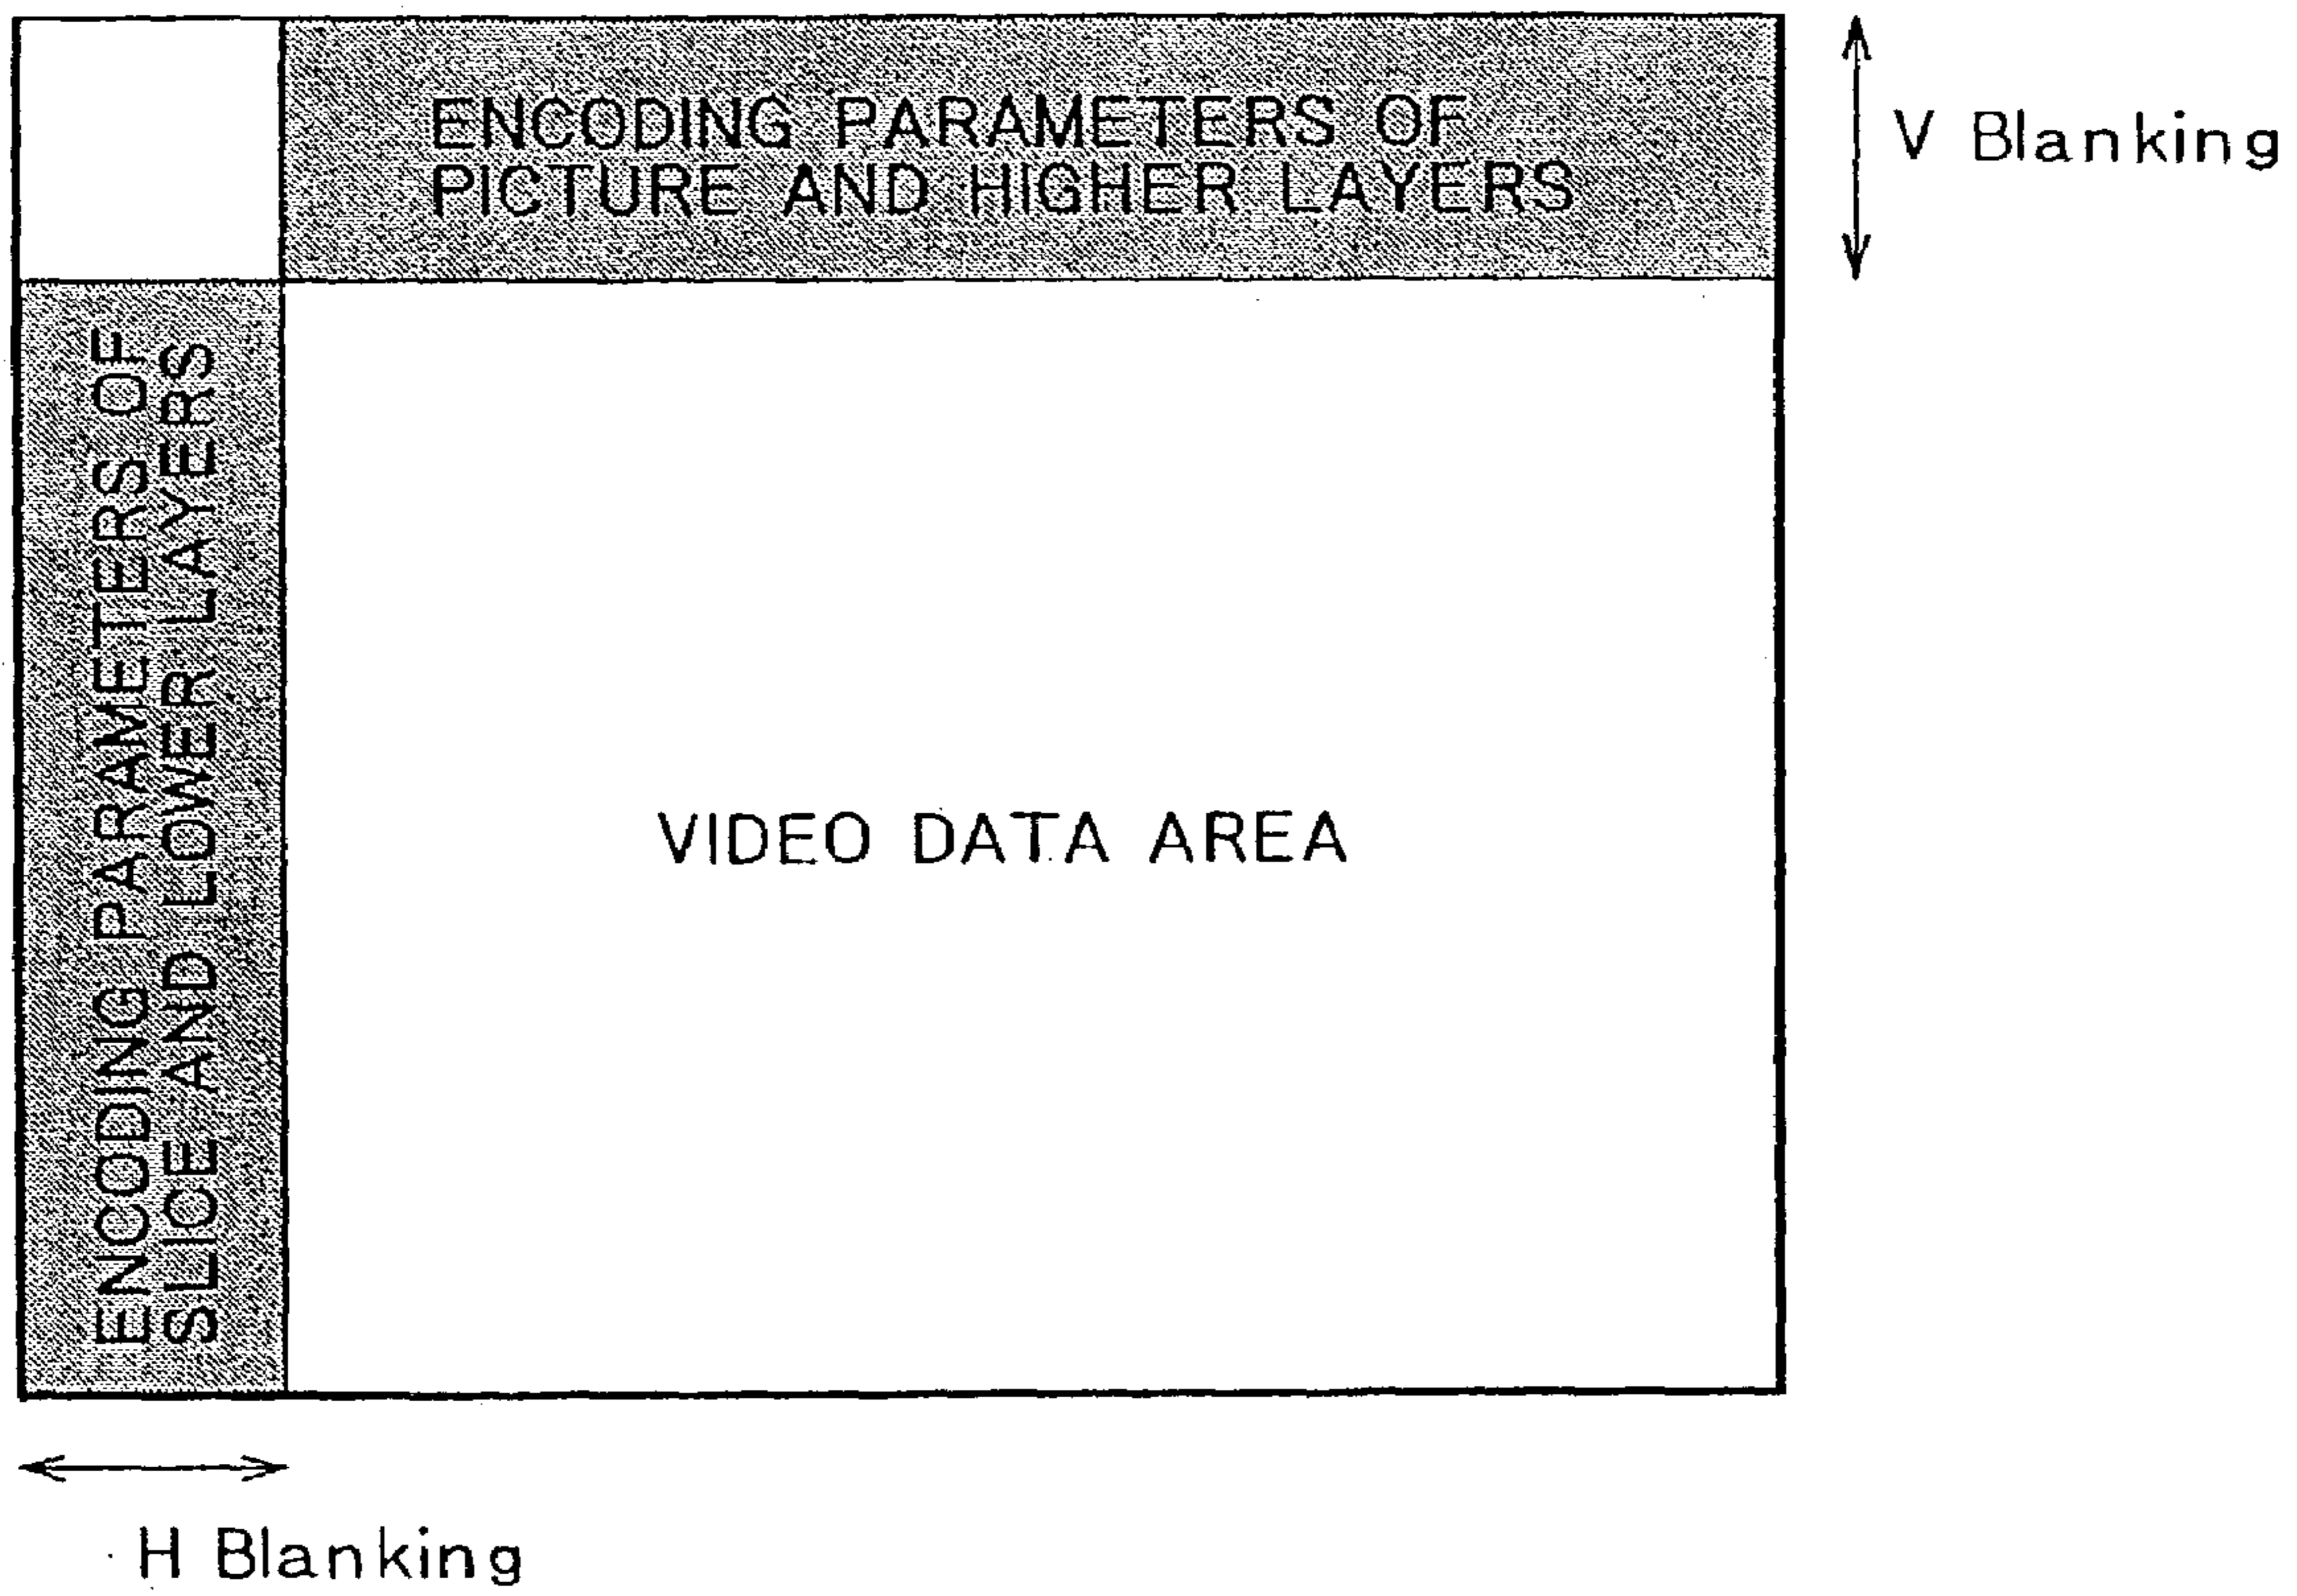 ENCODING PARAMETERS OF
PICTURE AND HIGHER LAYERS
V Blanking
ENCODING PARAMETERS OF
SLICE AND LOWER LAYERS
VIDEO DATA AREA
H Blanking